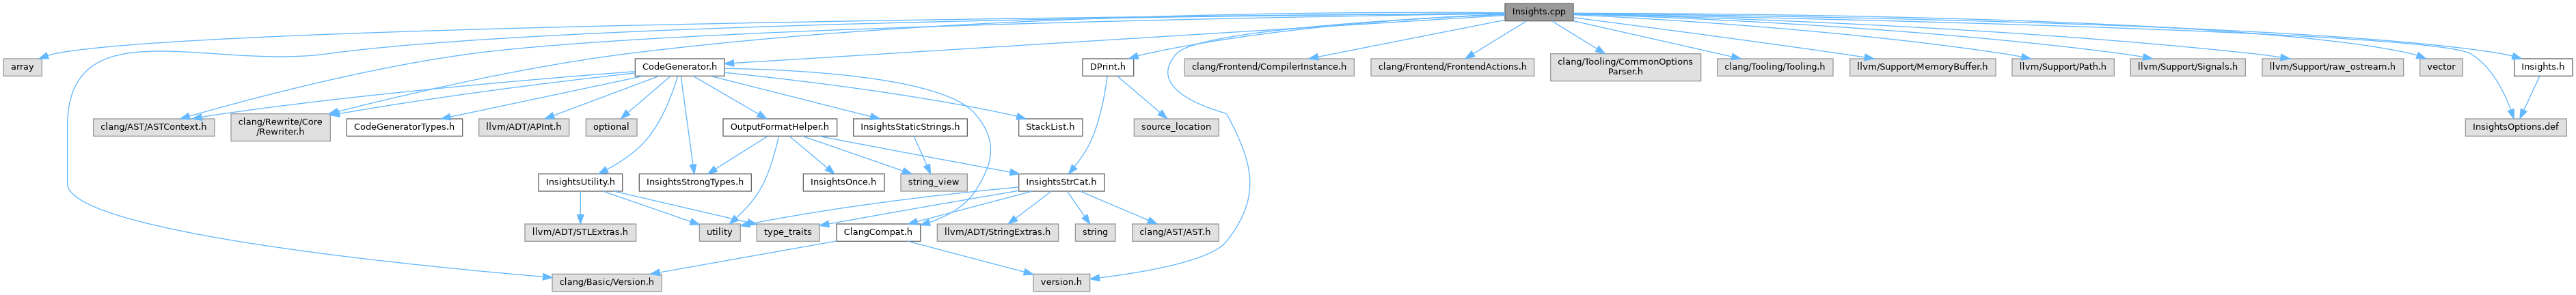 Insights.cpp
array
CodeGenerator.h
DPrint.h
clang/Frontend/CompilerInstance.h
clang/Frontend/FrontendActions.h
clang/Tooling/CommonOptions
Parser.h
clang/Tooling/Tooling.h
llvm/Support/MemoryBuffer.h
llvm/Support/Path.h
llvm/Support/Signals.h
llvm/Support/raw_ostream.h
vector
Insights.h
clang/AST/ASTContext.h
clang/Rewrite/Core
/Rewriter.h
CodeGeneratorTypes.h
llvm/ADT/APInt.h
optional
OutputFormatHelper.h
InsightsStaticStrings.h
StackList.h
source_location
InsightsOptions.def
InsightsUtility.h
InsightsStrongTypes.h
InsightsOnce.h
string_view
InsightsStrCat.h
llvm/ADT/STLExtras.h
utility
type_traits
ClangCompat.h
llvm/ADT/StringExtras.h
string
clang/AST/AST.h
clang/Basic/Version.h
version.h